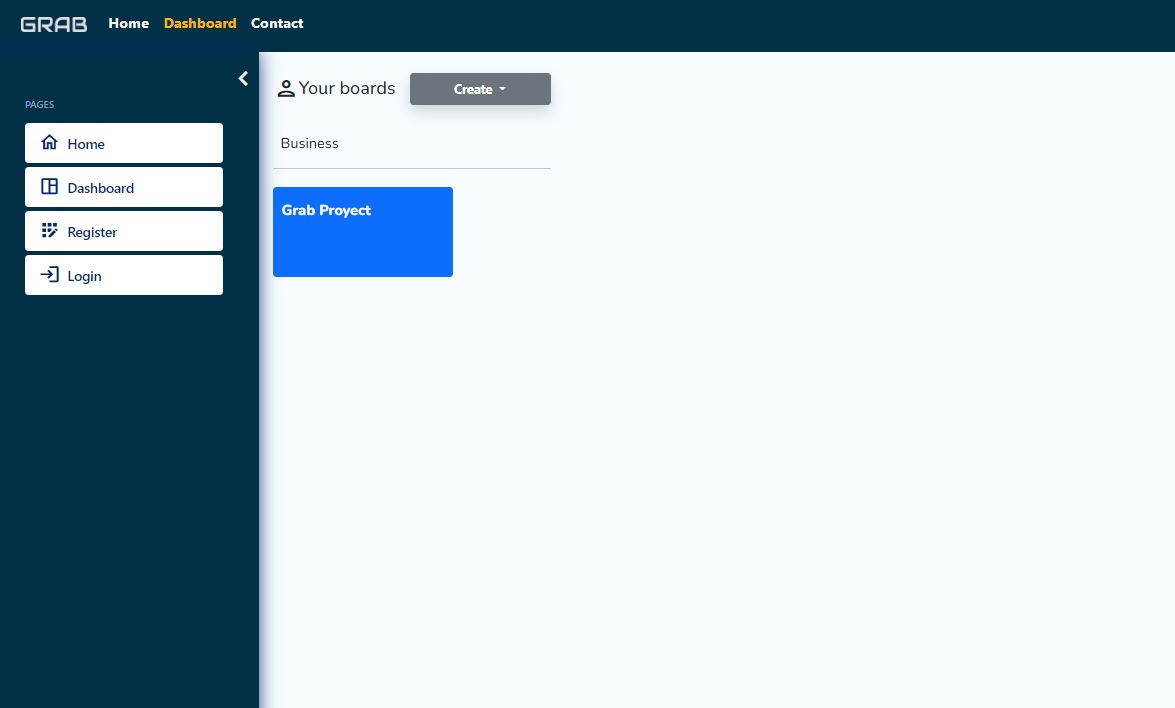 GRAB Home Dashboard Contact
PAGES
Home
Dashboard
Register
Login
Your boards Create
Business
Grab Proyect